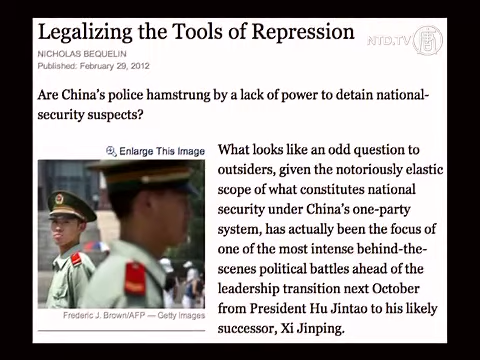 Legalizing the Tools of Repression
NTD.TV
NICHOLAS BEQUELIN
Published: February 29, 2012
Are China's police hamstrung by a lack of power to detain national-
security suspects?
Enlarge This Image
Frederic J. Brown/AFP — Getty Images
What looks like an odd question to
outsiders, given the notoriously elastic
scope of what constitutes national
security under China's one-party
system, has actually been the focus of
one of the most intense behind-the-
scenes political battles ahead of the
leadership transition next October
from President Hu Jintao to his likely
successor, Xi Jinping.